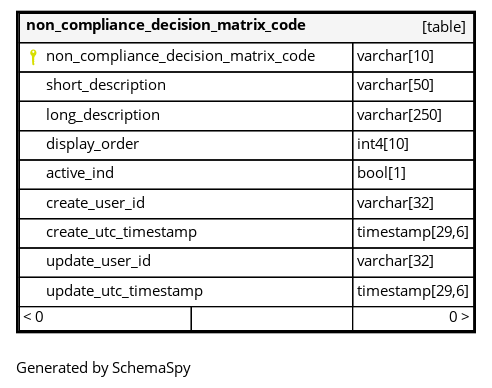 non_compliance_decision_matrix_code [table]
non_compliance_decision_matrix_code varchar[10]
short_description varchar[50]
long_description varchar[250]
display_order int4[10]
active_ind bool[1]
create_user_id varchar[32]
create_utc_timestamp timestamp[29,6]
update_user_id varchar[32]
update_utc_timestamp timestamp[29,6]
< 0 0 >
Generated by SchemaSpy